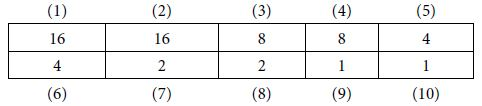 (1) (2) (3) (4) (5)
16 16 8 8 4
4 2 2 1 1
(6) (7) (8) (9) (10)